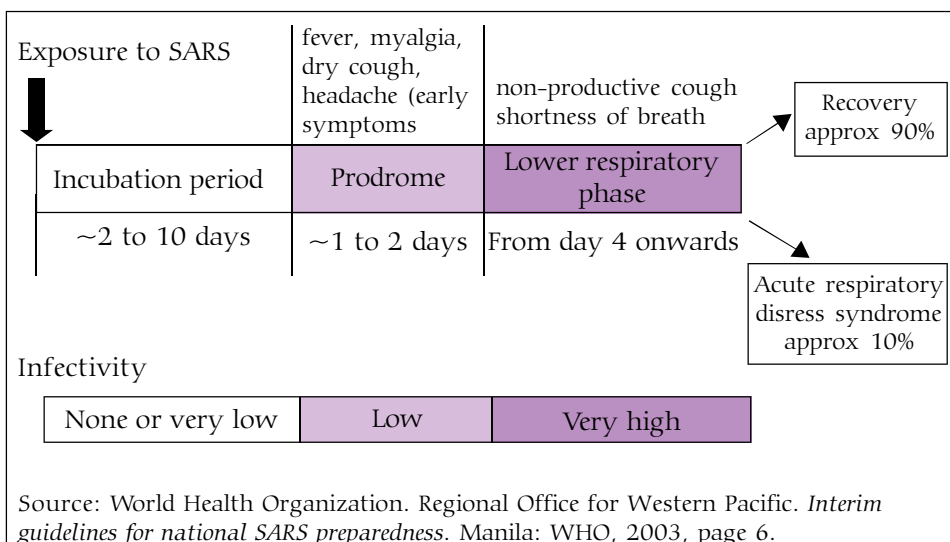 Exposure to SARS
fever, myalgia,
dry cough,
headache (early
symptoms
non-productive cough
shortness of breath
Recovery
approx 90%
Incubation period
Prodrome
Lower respiratory
phase
~2 to 10 days
~1 to 2 days
From day 4 onwards
Acute respiratory
disress syndrome
approx 10%
Infectivity
None or very low
Low
Very high
Source: World Health Organization. Regional Office for Western Pacific. Interim
guidelines for national SARS preparedness. Manila: WHO, 2003, page 6.